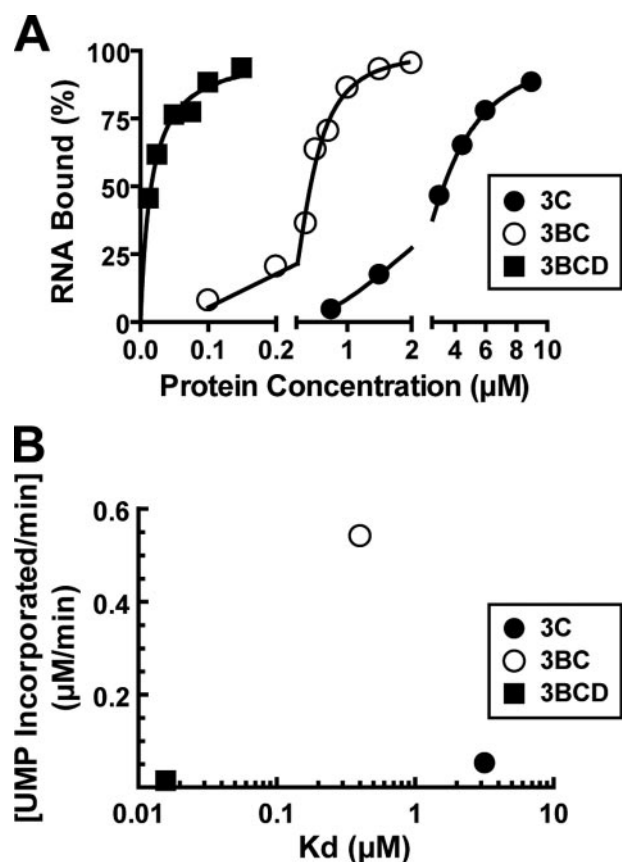 A
RNA Bound (%)
100
75
50
25
0
0.0 0.1 0.2 1 2 4 6 8 10
Protein Concentration (µM)
3C
3BC
3BCD
B
[UMP Incorporated/min]
(µM/min)
0.6
0.4
0.2
0.01 0.1 1 10
Kd (µM)
3C
3BC
3BCD